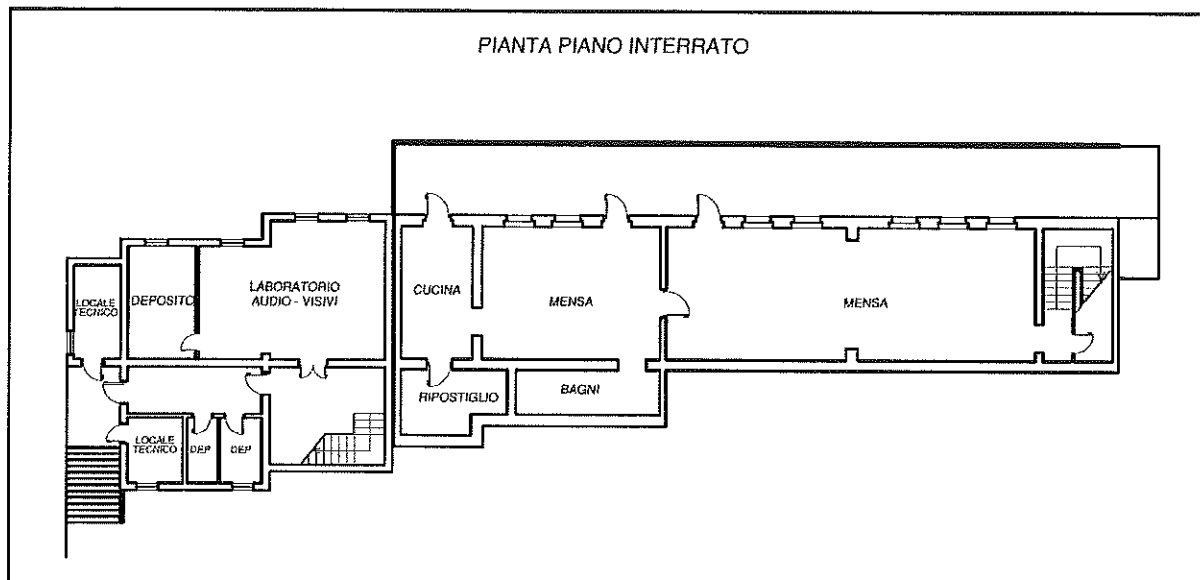 PIANTA PIANO INTERRATO
LOCALE
TECNICO
DEPOSITO
LABORATORIO
AUDIO - VISIVI
CUCINA
MENSA
MENSA
RIPOSTIGLIO
BAGNI
LOCALE
TECNICO
DEP
DEP